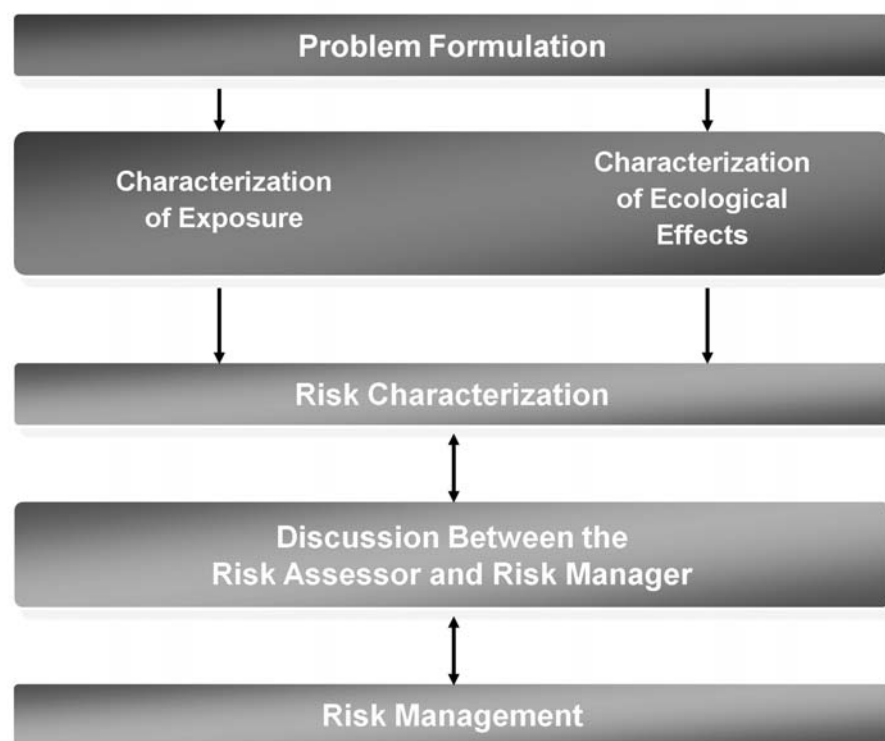 Problem Formulation
Characterization
of Exposure
Characterization
of Ecological
Effects
Risk Characterization
Discussion Between the
Risk Assessor and Risk Manager
Risk Management